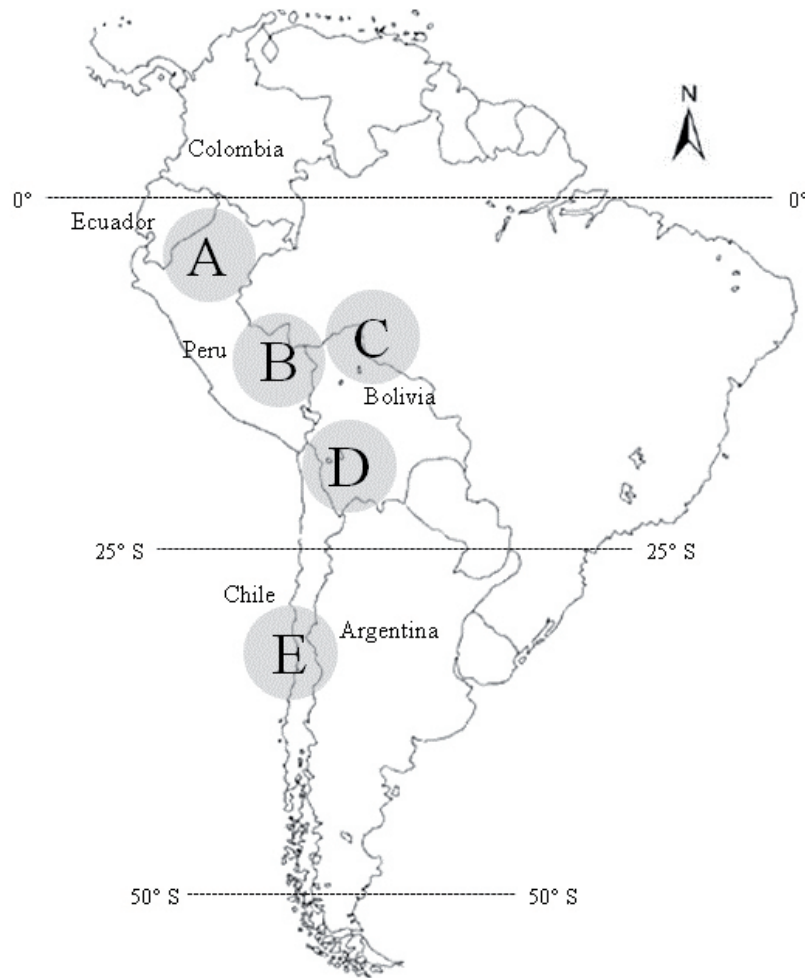 N
Colombia
0° 0°
Ecuador
A
C
Peru B
Bolivia
D
25° S 25° S
Chile
Argentina
E
50° S 50° S